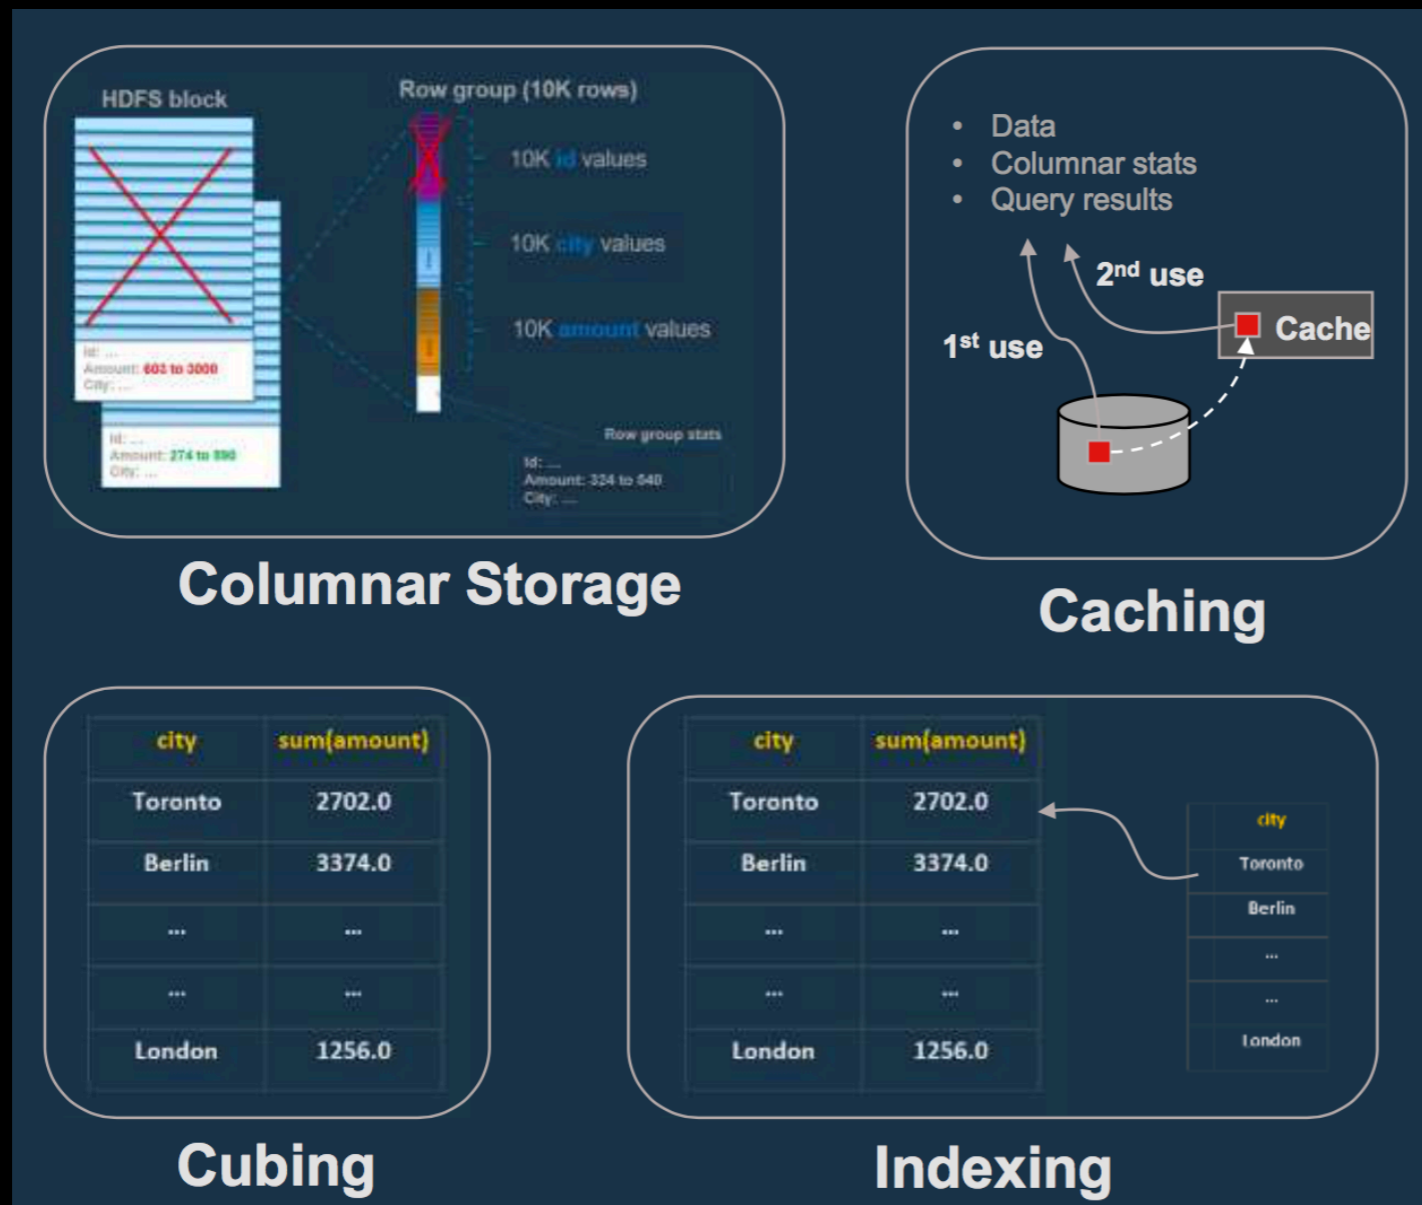 HDFS block
Row group (10K rows)
10K id values
10K city values
10K amount values
Id: ...
Amount: 603 to 3000
City: ...
Id: ...
Amount: 274 to 890
City: ...
Row group stats
Id: ...
Amount: 324 to 540
City: ...
Columnar Storage
• Data
• Columnar stats
• Query results
2nd use
1st use
Cache
Caching
city sum(amount)
Toronto 2702.0
Berlin 3374.0
... ...
... ...
London 1256.0
Cubing
city sum(amount)
Toronto 2702.0
Berlin 3374.0
... ...
... ...
London 1256.0
city
Toronto
Berlin
...
...
London
Indexing